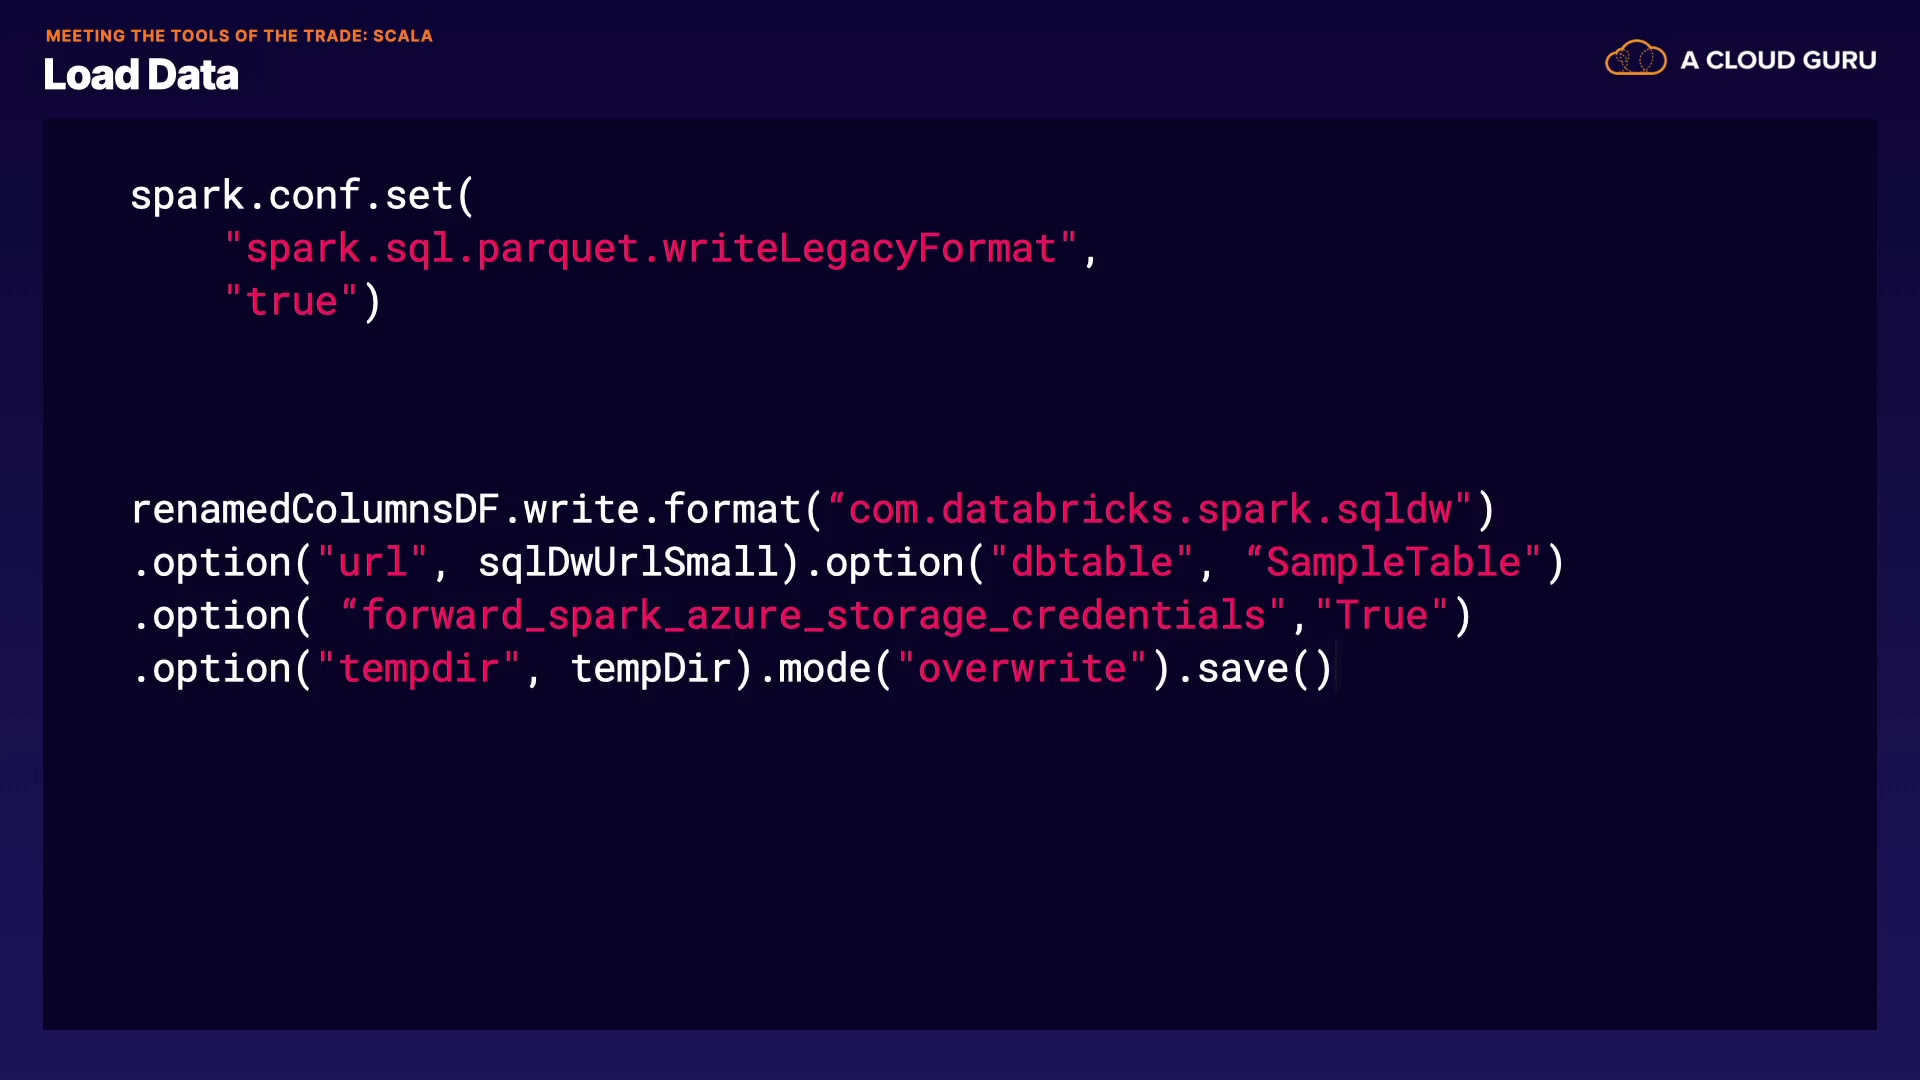 MEETING THE TOOLS OF THE TRADE: SCALA
Load Data
A CLOUD GURU
spark.conf.set(
"spark.sql.parquet.writeLegacyFormat",
"true")
renamedColumnsDF.write.format(“com.databricks.spark.sqldw")
.option("url", sqlDwUrlSmall).option("dbtable", “SampleTable")
.option( “forward_spark_azure_storage_credentials","True")
.option("tempdir", tempDir).mode("overwrite").save()